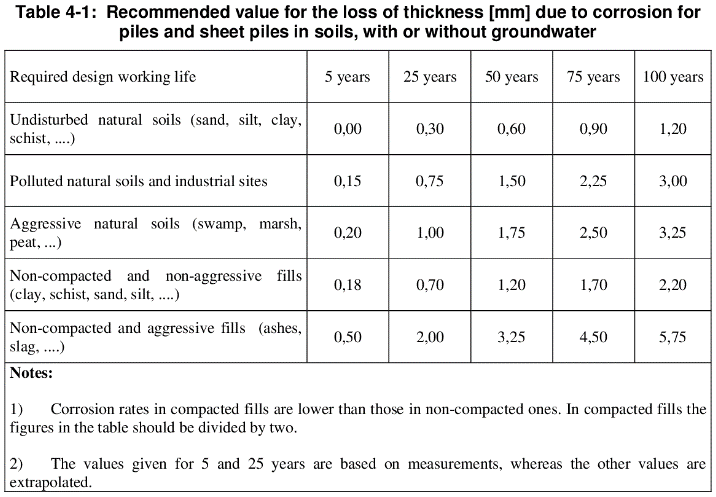 Table 4-1: Recommended value for the loss of thickness [mm] due to corrosion for
piles and sheet piles in soils, with or without groundwater
Required design working life 5 years 25 years 50 years 75 years 100 years
Undisturbed natural soils (sand, silt, clay,
schist, ....) 0,00 0,30 0,60 0,90 1,20
Polluted natural soils and industrial sites 0,15 0,75 1,50 2,25 3,00
Aggressive natural soils (swamp, marsh,
peat, ...) 0,20 1,00 1,75 2,50 3,25
Non-compacted and non-aggressive fills
(clay, schist, sand, silt, ....) 0,18 0,70 1,20 1,70 2,20
Non-compacted and aggressive fills (ashes,
slag, ....) 0,50 2,00 3,25 4,50 5,75
Notes:
1) Corrosion rates in compacted fills are lower than those in non-compacted ones. In compacted fills the
figures in the table should be divided by two.
2) The values given for 5 and 25 years are based on measurements, whereas the other values are
extrapolated.